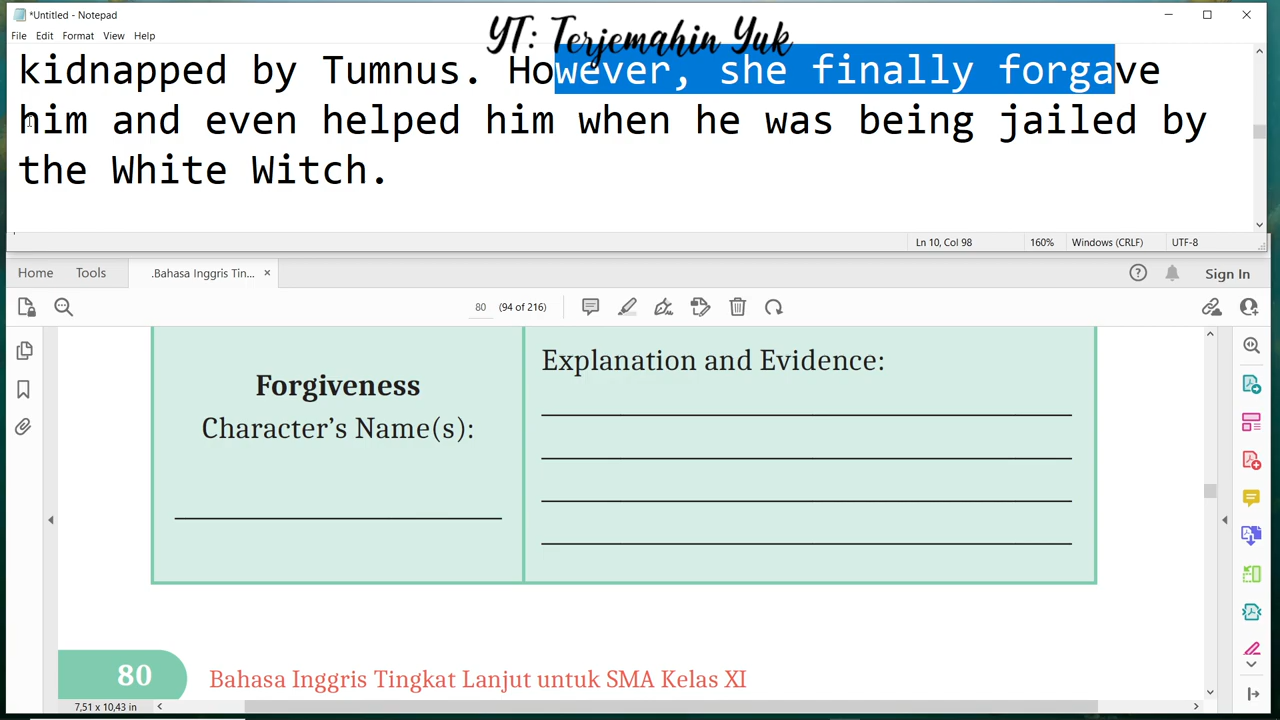 *Untitled - Notepad
YT: Terjemahin Yuk
File Edit Format View Help
kidnapped by Tumnus. However, she finally forgave
him and even helped him when he was being jailed by
the White Witch.
Ln 10, Col 98 160% Windows (CRLF) UTF-8
Home Tools .Bahasa Inggris Tin... × Sign In
80 (94 of 216)
Explanation and Evidence:
Forgiveness
Character's Name(s):
80 Bahasa Inggris Tingkat Lanjut untuk SMA Kelas XI
7,51 x 10,43 in